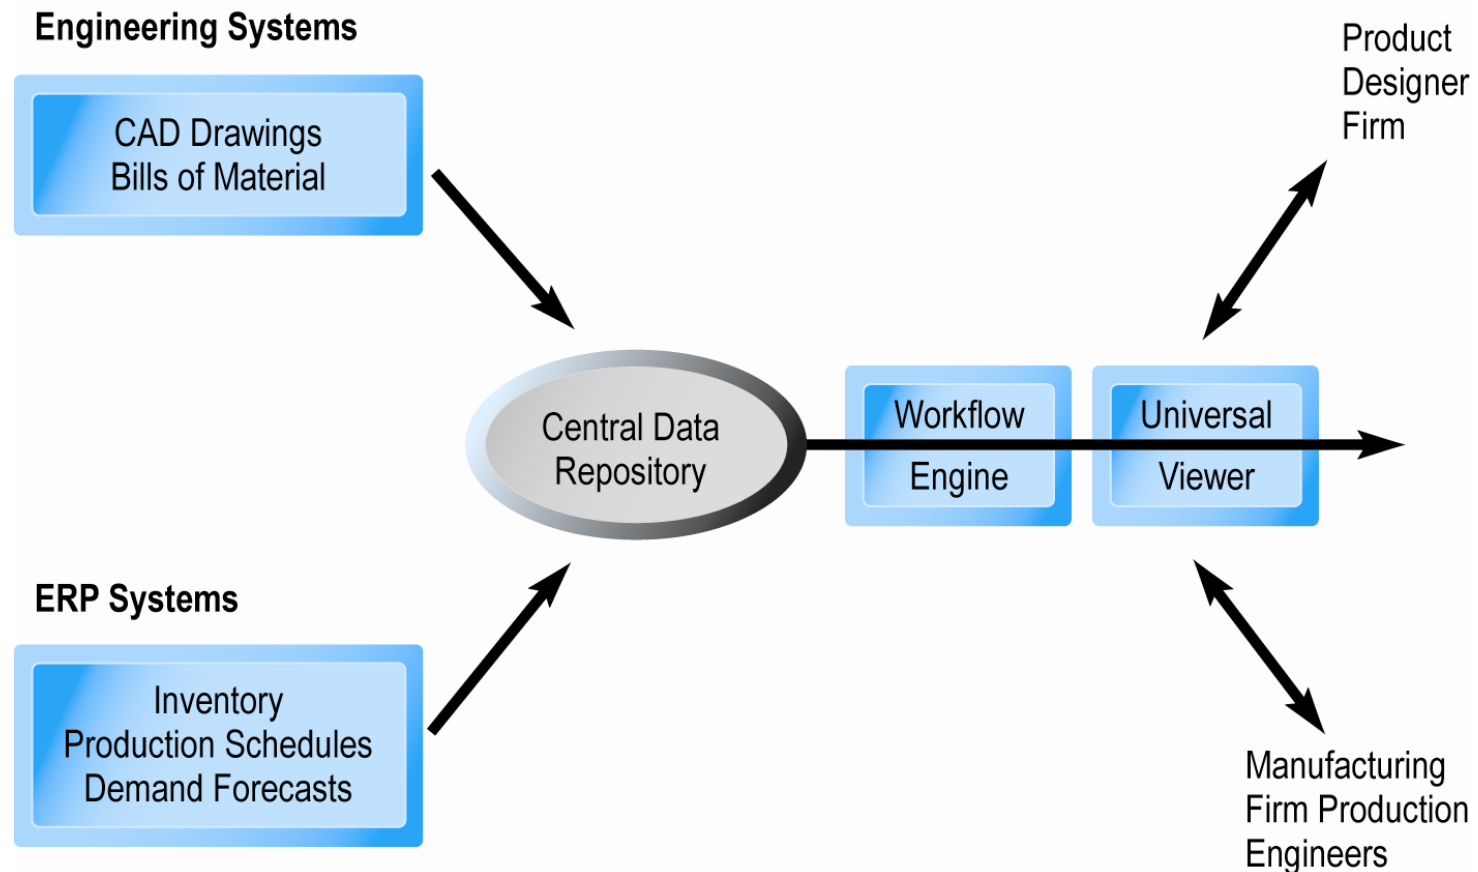 Engineering Systems
CAD Drawings
Bills of Material
Product
Designer
Firm
Central Data
Repository
Workflow
Engine
Universal
Viewer
ERP Systems
Inventory
Production Schedules
Demand Forecasts
Manufacturing
Firm Production
Engineers